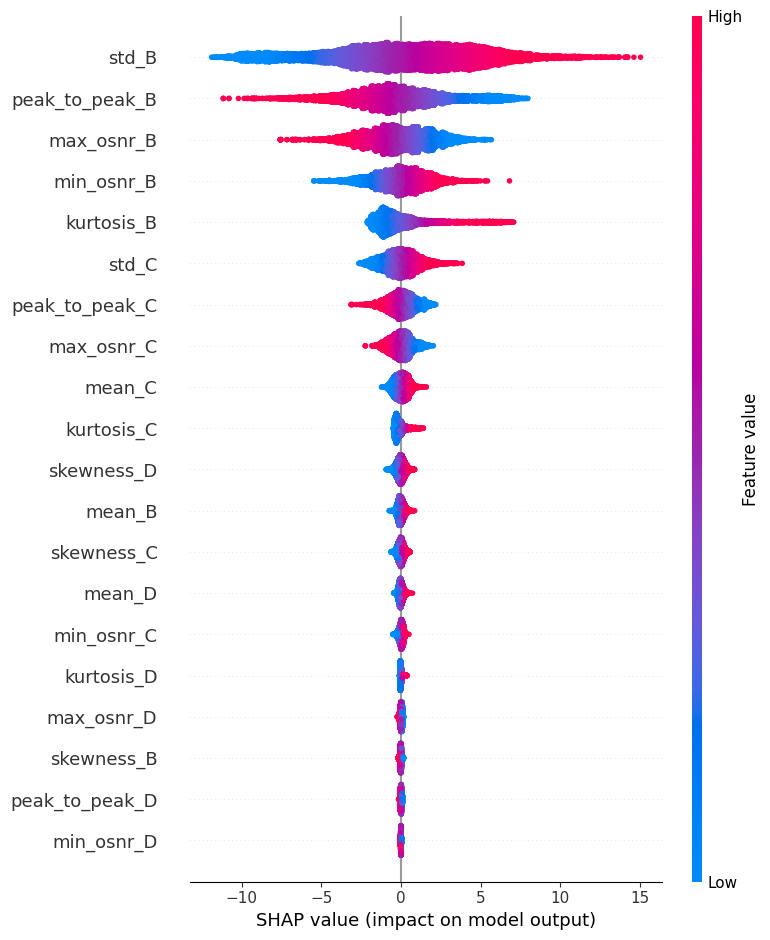 High
std_B
peak_to_peak_B
max_osnr_B
min_osnr_B
kurtosis_B
std_C
peak_to_peak_C
max_osnr_C
mean_C
kurtosis_C
skewness_D
mean_B
skewness_C
mean_D
min_osnr_C
kurtosis_D
max_osnr_D
skewness_B
peak_to_peak_D
min_osnr_D
Feature value
Low
−10 −5 0 5 10 15
SHAP value (impact on model output)